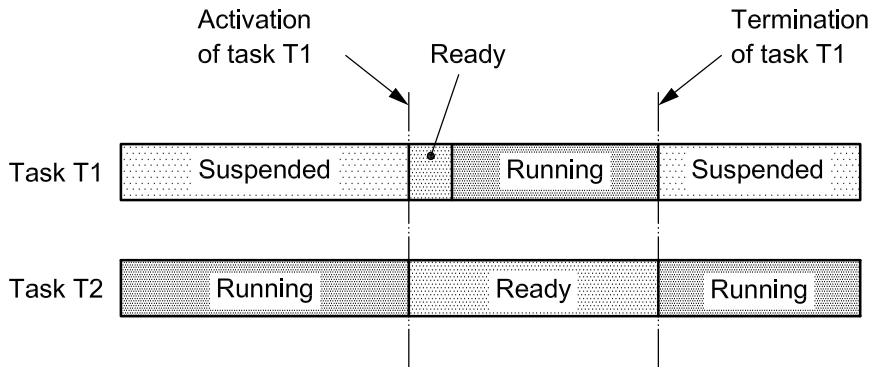 Activation
of task T1
Ready
Termination
of task T1
Task T1
Suspended
Running
Suspended
Task T2
Running
Ready
Running